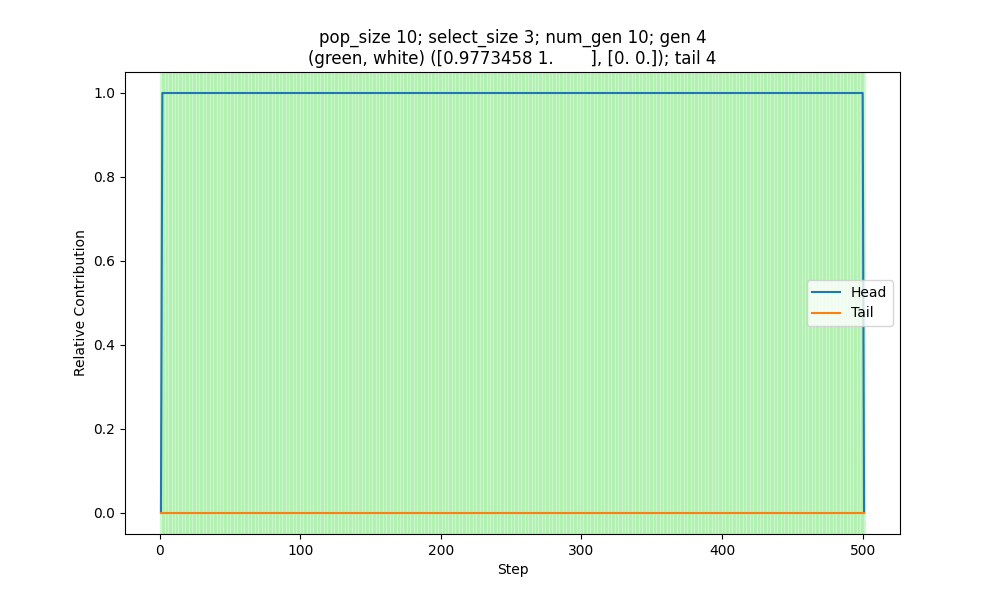 pop_size 10; select_size 3; num_gen 10; gen 4
(green, white) ([0.9773458 1.       ], [0. 0.]); tail 4
1.0
0.8
0.6
0.4
0.2
0.0
Relative Contribution
Head
Tail
0
100
200
300
400
500
Step